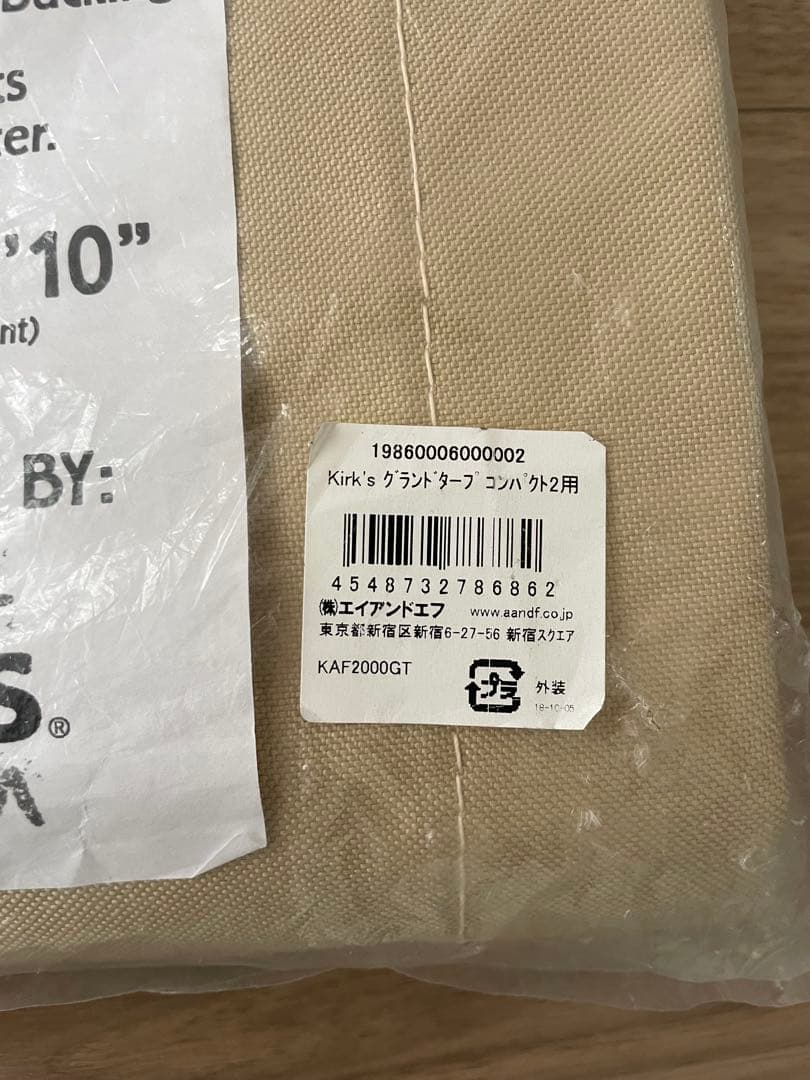 ts
ter.
'10”
nt)
BY:
S®
19860006000002
Kirk's グランドタープ コンパクト2用
4548732786862
(株)エイアンドエフ www.aandf.co.jp
東京都新宿区新宿6-27-56 新宿スクエア
KAF2000GT
プラ 外装
18-10-05